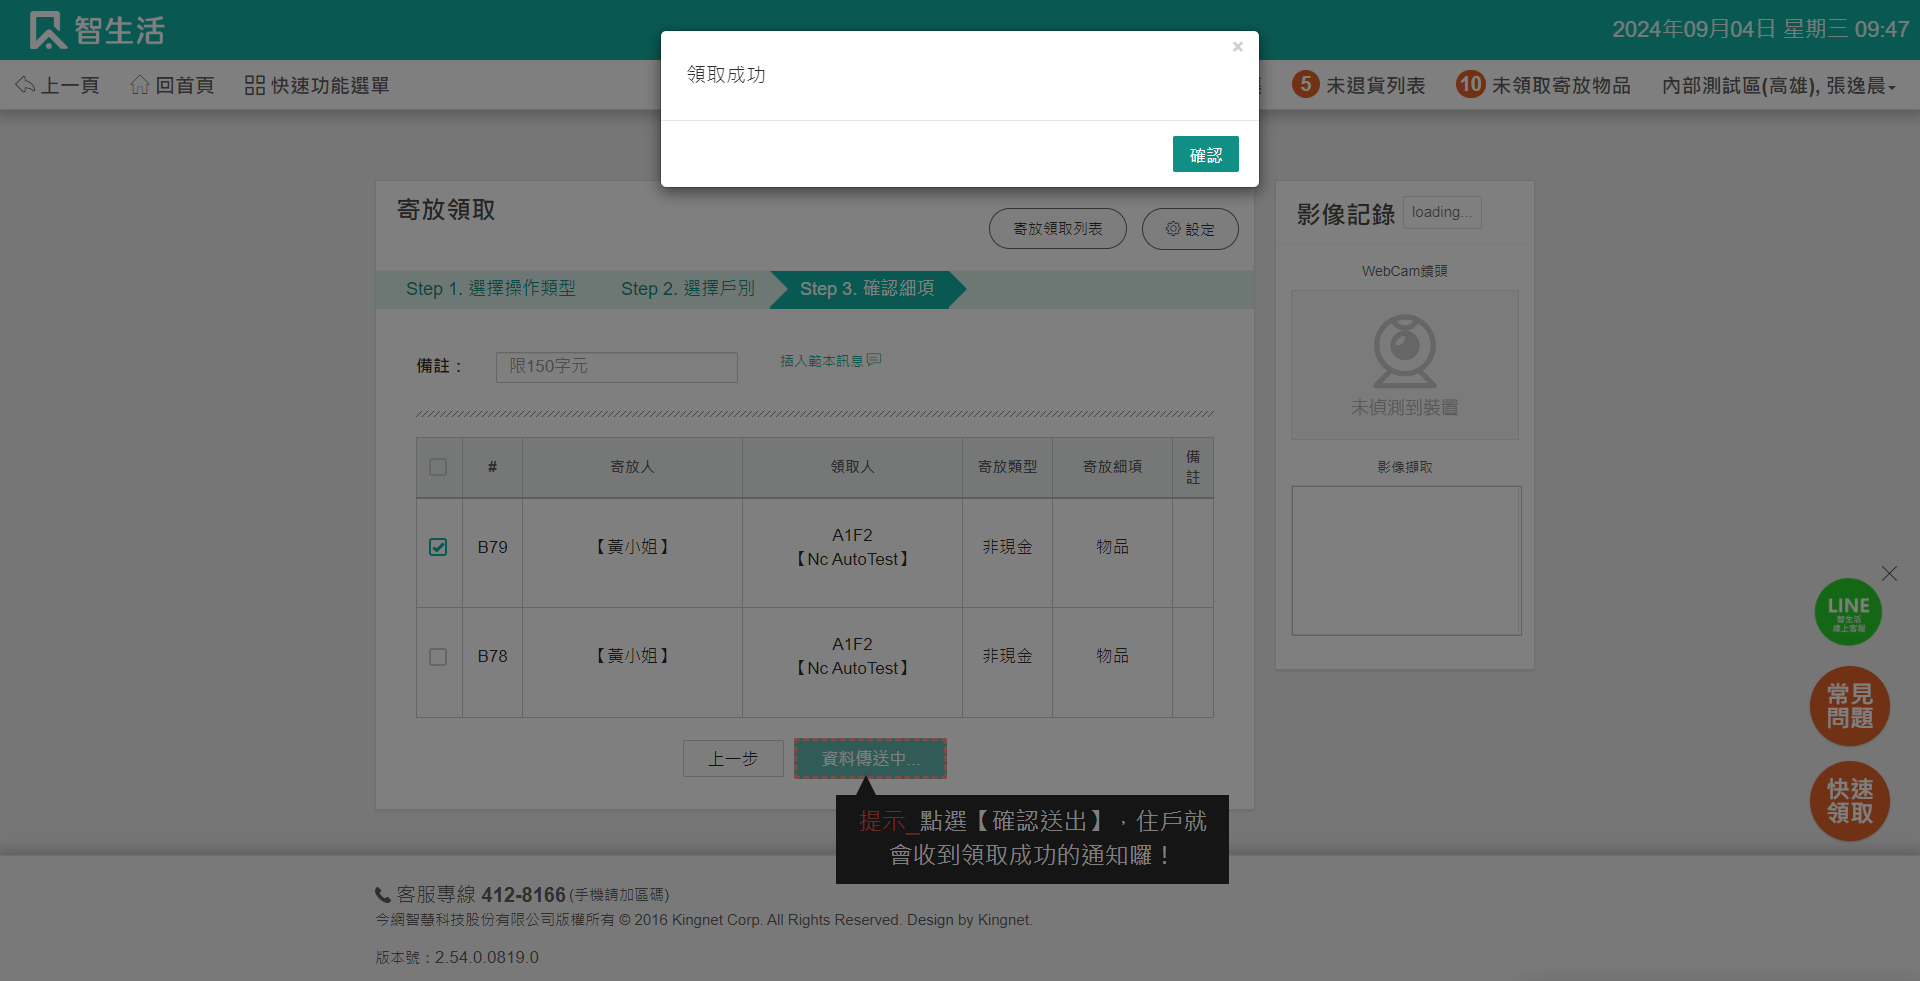 智生活
2024年09月04日 星期三 09:47
上一頁
回首頁
快速功能選單
5 未退貨列表
10 未領取寄放物品
內部測試區(高雄), 張逸晨
×
領取成功
確認
寄放領取
寄放領取列表
設定
Step 1. 選擇操作類型
Step 2. 選擇戶別
Step 3. 確認細項
備註：
限150字元
插入範本訊息
# 寄放人 領取人 寄放類型 寄放細項 備註
B79 【黃小姐】 A1F2 【Nc AutoTest】 非現金 物品
B78 【黃小姐】 A1F2 【Nc AutoTest】 非現金 物品
上一步
資料傳送中...
提示_點選【確認送出】，住戶就
會收到領取成功的通知囉！
影像記錄
loading...
WebCam鏡頭
未偵測到裝置
影像擷取
LINE
智生活
線上客服
常見
問題
快速
領取
客服專線 412-8166 (手機請加區碼)
今網智慧科技股份有限公司版權所有 © 2016 Kingnet Corp. All Rights Reserved. Design by Kingnet.
版本號：2.54.0.0819.0